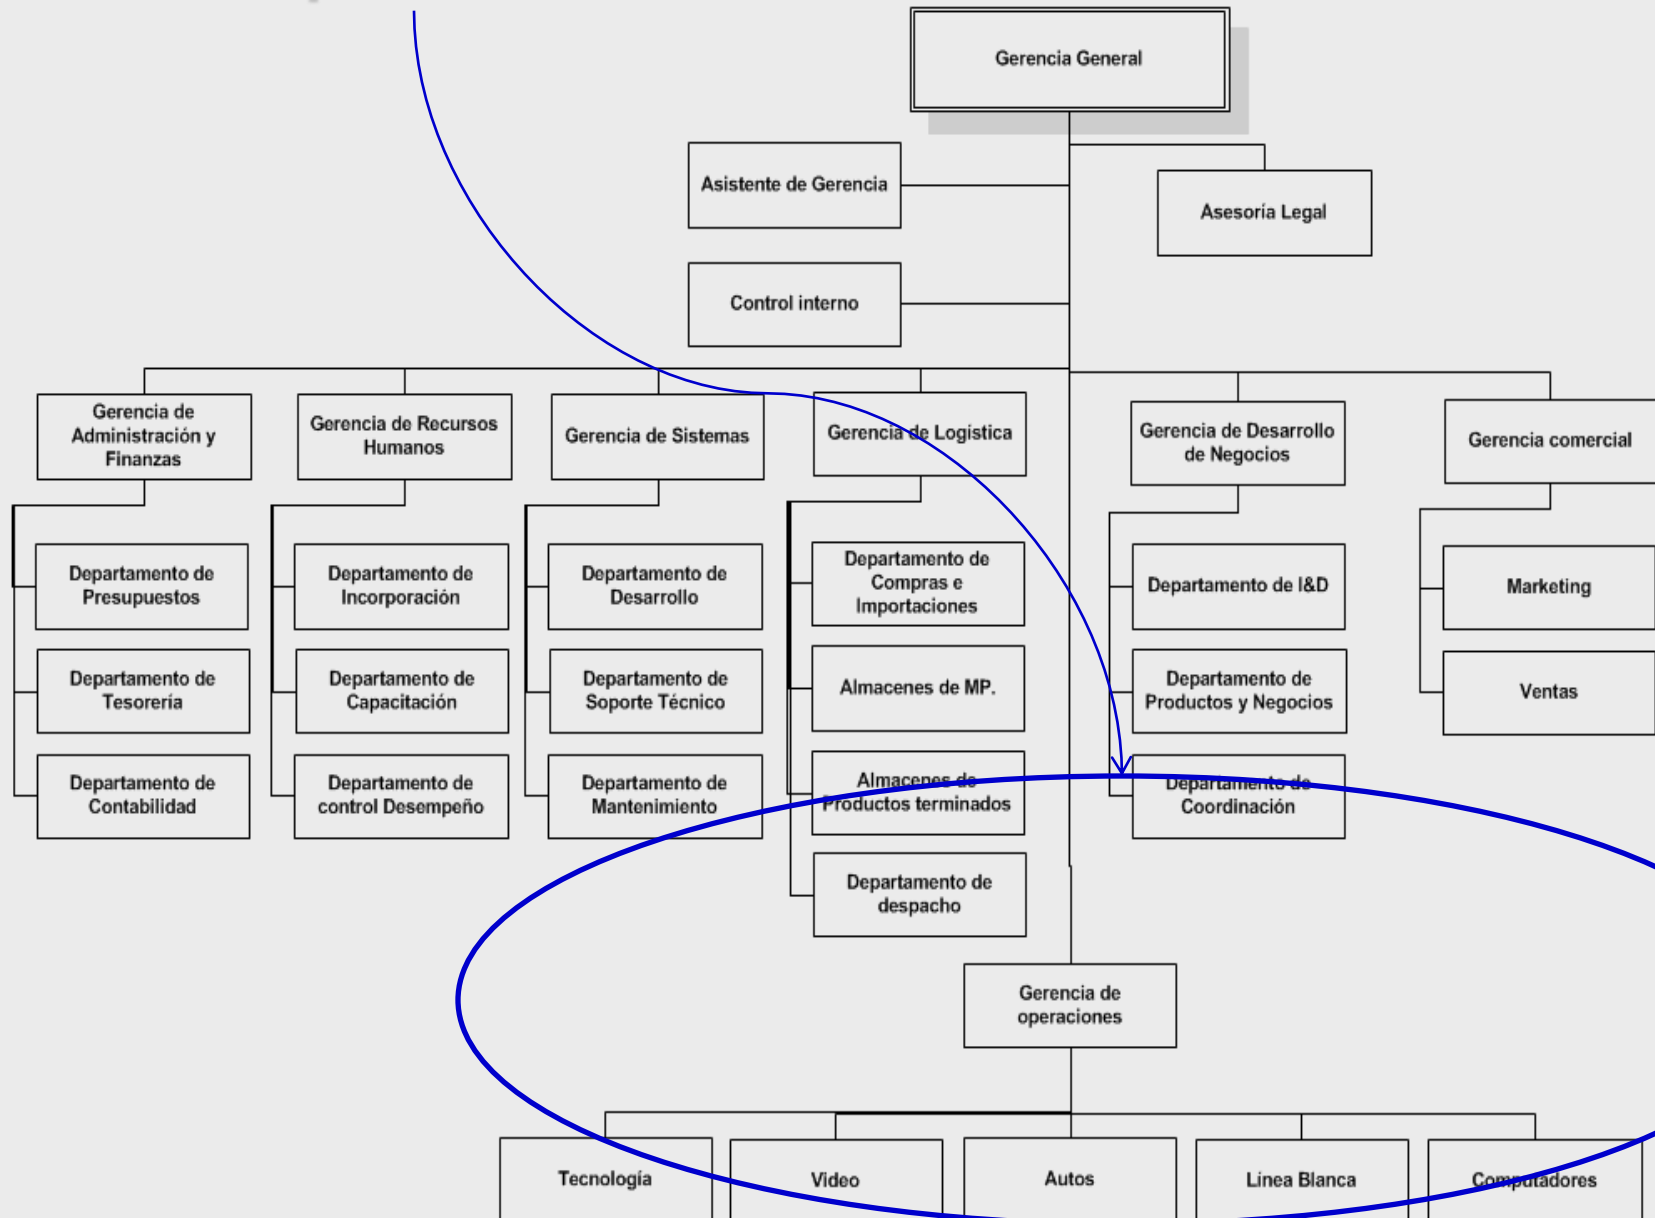 Gerencia General
Asistente de Gerencia
Asesoría Legal
Control interno
Gerencia de
Administración y
Finanzas
Gerencia de Recursos
Humanos
Gerencia de Sistemas
Gerencia de Logística
Gerencia de Desarrollo
de Negocios
Gerencia comercial
Departamento de
Presupuestos
Departamento de
Incorporación
Departamento de
Desarrollo
Departamento de
Compras e
Importaciones
Departamento de I&D
Marketing
Departamento de
Tesorería
Departamento de
Capacitación
Departamento de
Soporte Técnico
Almacenes de MP.
Departamento de
Productos y Negocios
Ventas
Departamento de
Contabilidad
Departamento de
control Desempeño
Departamento de
Mantenimiento
Almacenes de
Productos terminados
Departamento de
Coordinación
Departamento de
despacho
Gerencia de
operaciones
Tecnología
Video
Autos
Línea Blanca
Computadores